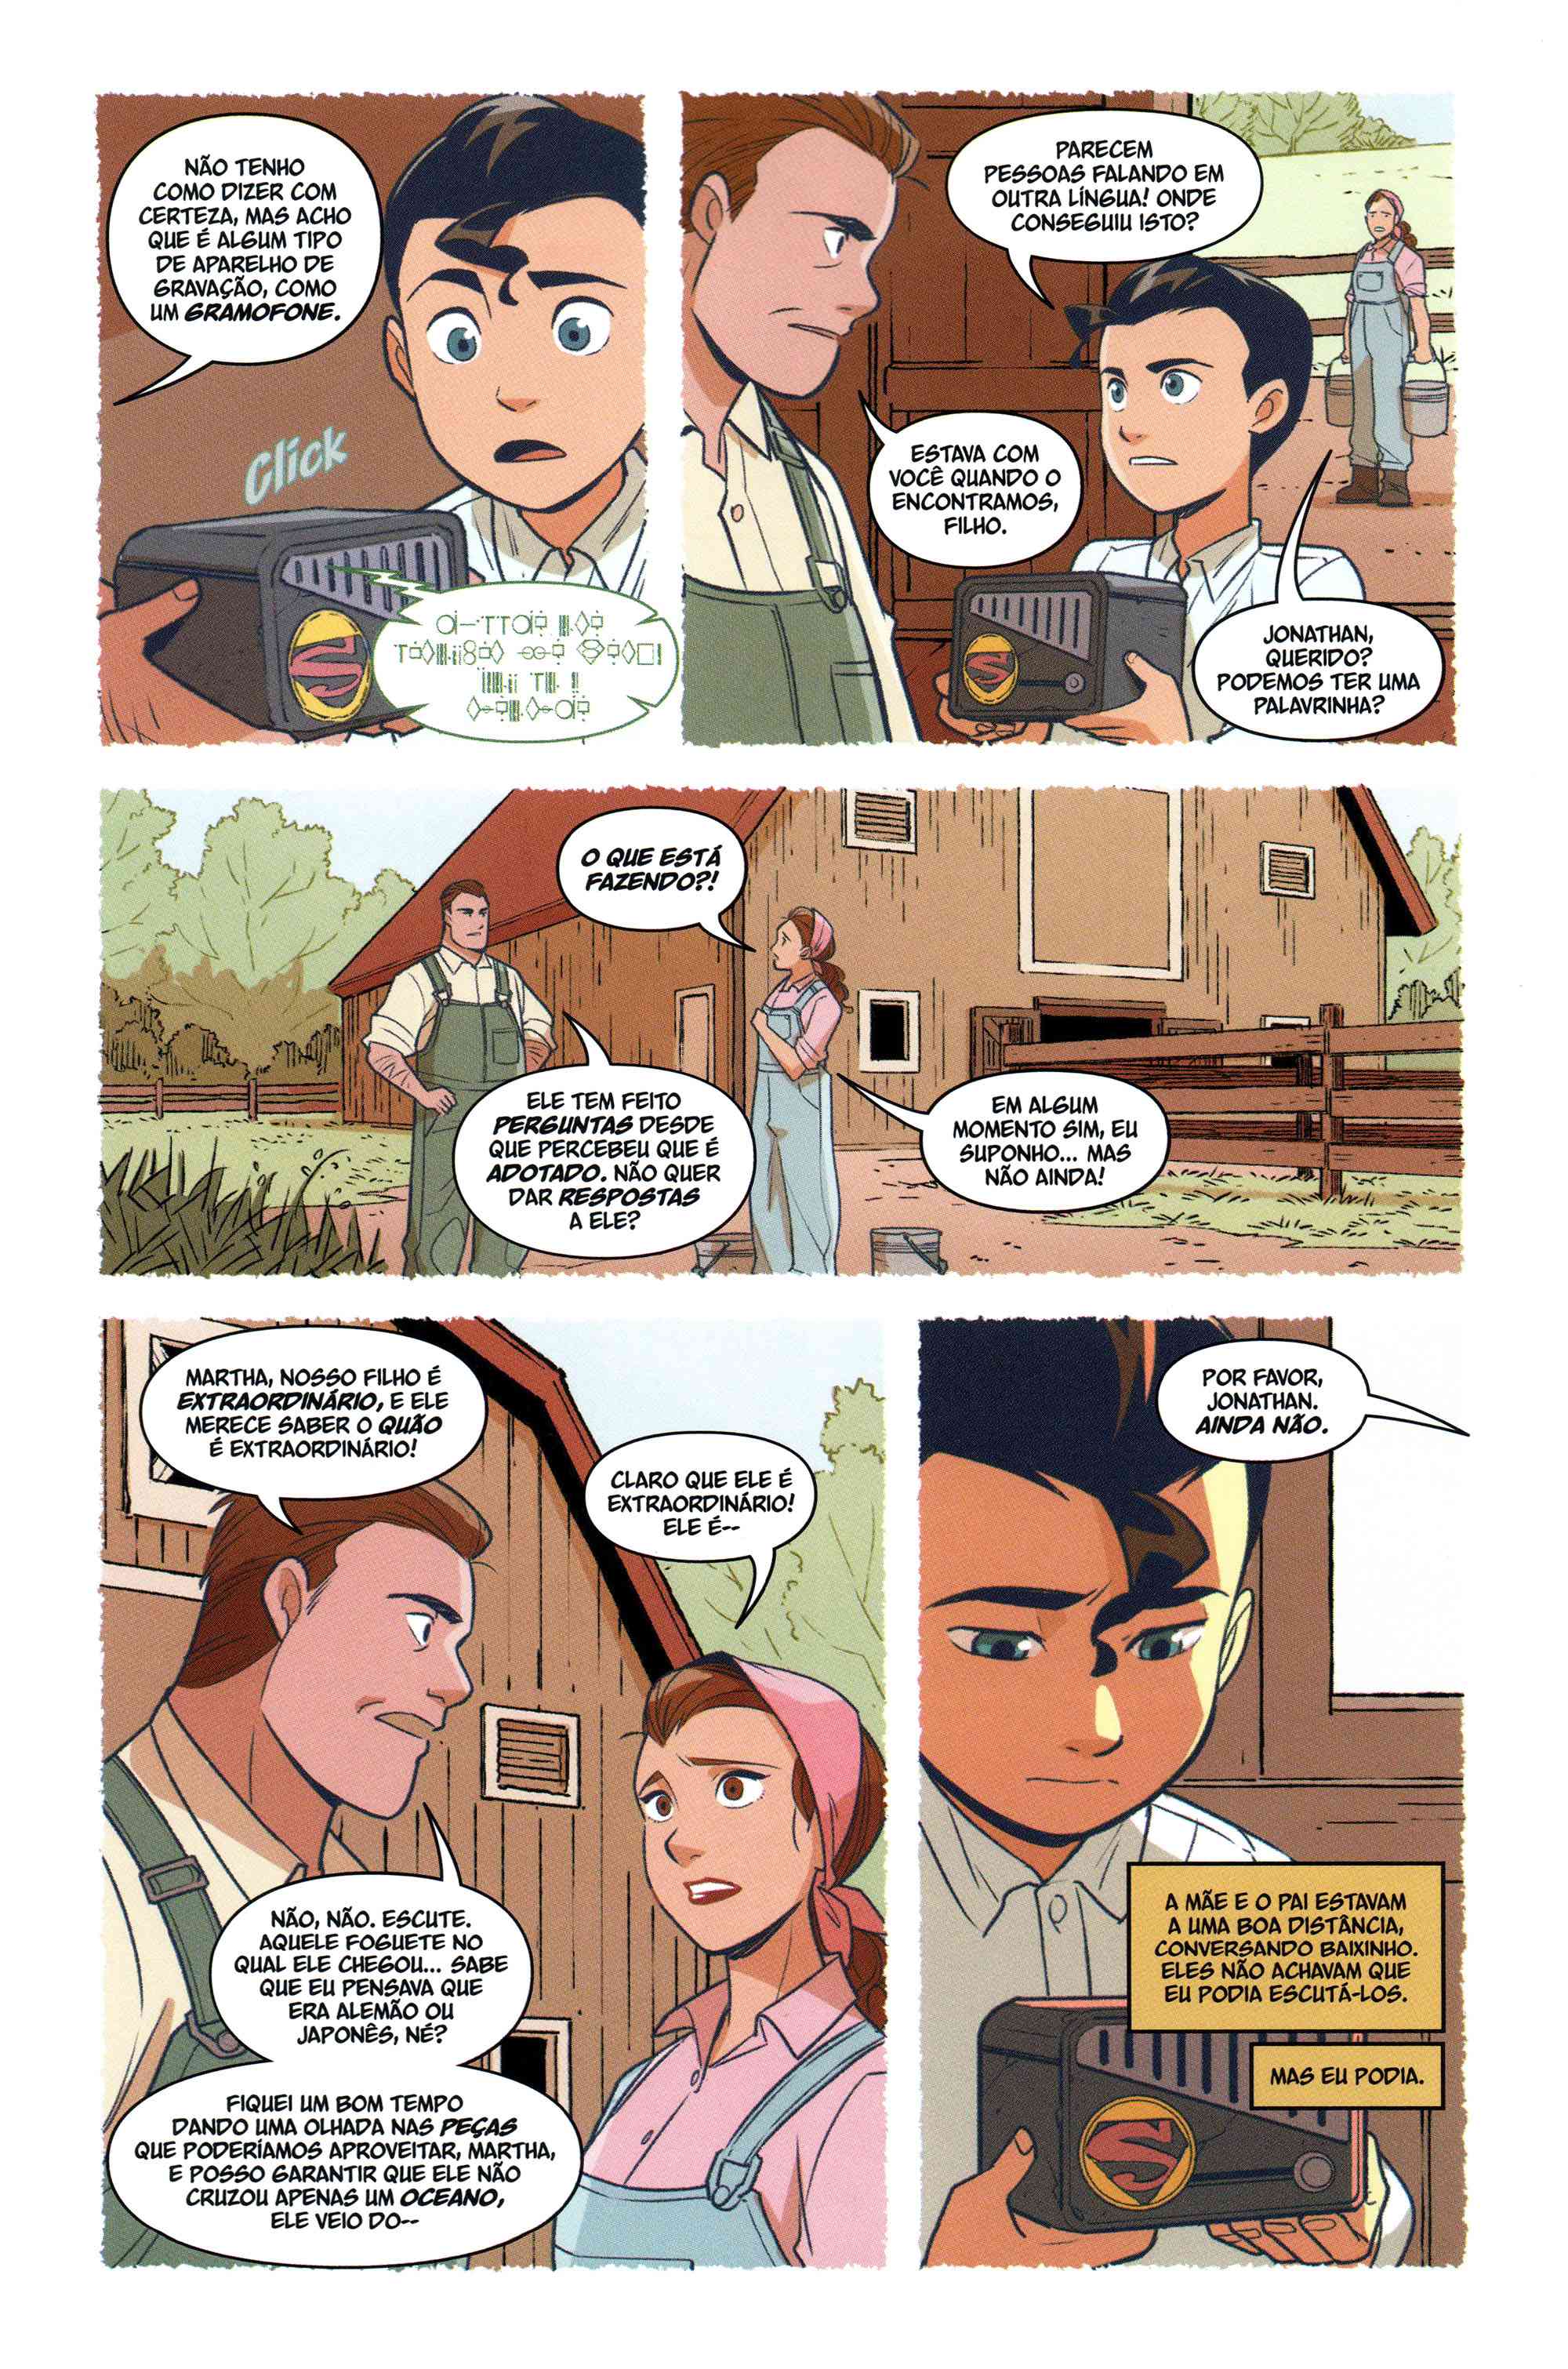 NÃO TENHO
COMO DIZER COM
CERTEZA, MAS ACHO
QUE É ALGUM TIPO
DE APARELHO DE
GRAVAÇÃO, COMO
UM GRAMOFONE.
Click
PARECEM
PESSOAS FALANDO EM
OUTRA LÍNGUA! ONDE
CONSEGUIU ISTO?
ESTAVA COM
VOCÊ QUANDO O
ENCONTRAMOS,
FILHO.
JONATHAN,
QUERIDO?
PODEMOS TER UMA
PALAVRINHA?
O QUE ESTÁ
FAZENDO?!
ELE TEM FEITO
PERGUNTAS DESDE
QUE PERCEBEU QUE É
ADOTADO. NÃO QUER
DAR RESPOSTAS
A ELE?
EM ALGUM
MOMENTO SIM, EU
SUPONHO... MAS
NÃO AINDA!
MARTHA, NOSSO FILHO É
EXTRAORDINÁRIO, E ELE
MERECE SABER O QUÃO
É EXTRAORDINÁRIO!
CLARO QUE ELE É
EXTRAORDINÁRIO!
ELE É--
NÃO, NÃO. ESCUTE.
AQUELE FOGUETE NO
QUAL ELE CHEGOU... SABE
QUE EU PENSAVA QUE
ERA ALEMÃO OU
JAPONÊS, NÉ?
FIQUEI UM BOM TEMPO
DANDO UMA OLHADA NAS PEÇAS
QUE PODERÍAMOS APROVEITAR, MARTHA,
E POSSO GARANTIR QUE ELE NÃO
CRUZOU APENAS UM OCEANO,
ELE VEIO DO--
POR FAVOR,
JONATHAN.
AINDA NÃO.
A MÃE E O PAI ESTAVAM
A UMA BOA DISTÂNCIA,
CONVERSANDO BAIXINHO.
ELES NÃO ACHAVAM QUE
EU PODIA ESCUTÁ-LOS.
MAS EU PODIA.